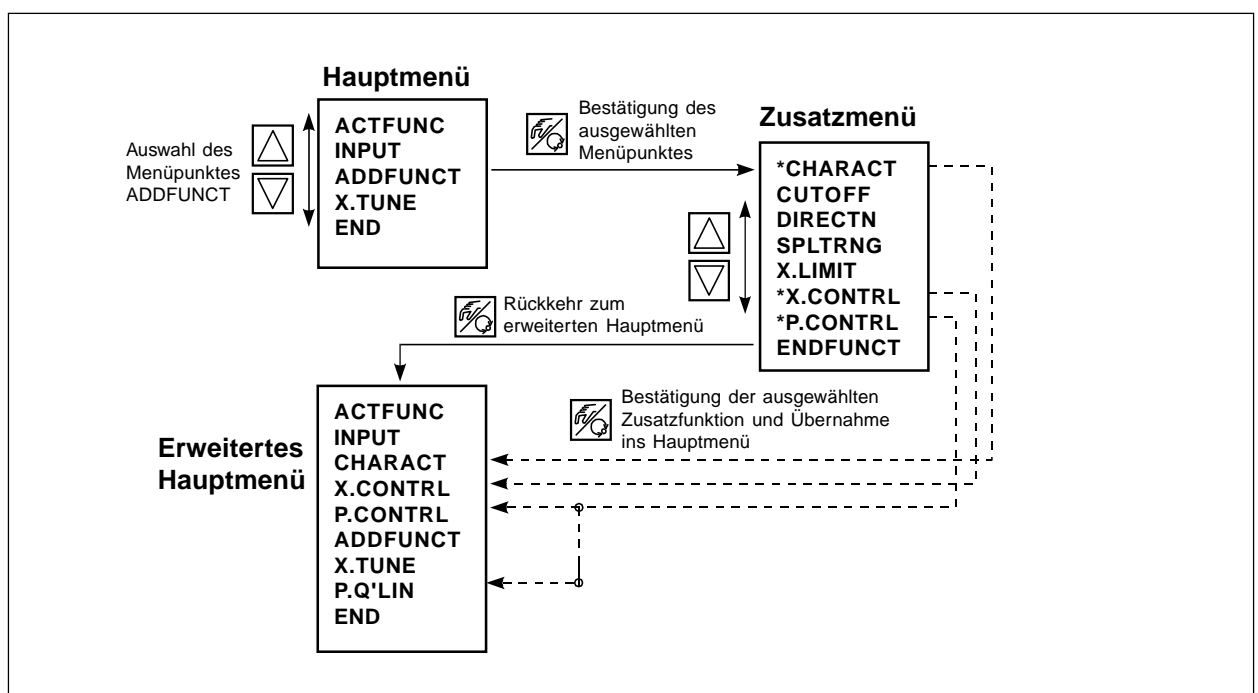 Hauptmenü
Auswahl des
Menüpunktes
ADDFUNCT
ACTFUNC
INPUT
ADDFUNCT
X.TUNE
END
Bestätigung des
ausgewählten
Menüpunktes
Zusatzmenü
*CHARACT
CUTOFF
DIRECTN
SPLTRNG
X.LIMIT
*X.CONTRL
*P.CONTRL
ENDFUNCT
Rückkehr zum
erweiterten Hauptmenü
Erweitertes
Hauptmenü
ACTFUNC
INPUT
CHARACT
X.CONTRL
P.CONTRL
ADDFUNCT
X.TUNE
P.Q'LIN
END
Bestätigung der ausgewählten
Zusatzfunktion und Übernahme
ins Hauptmenü